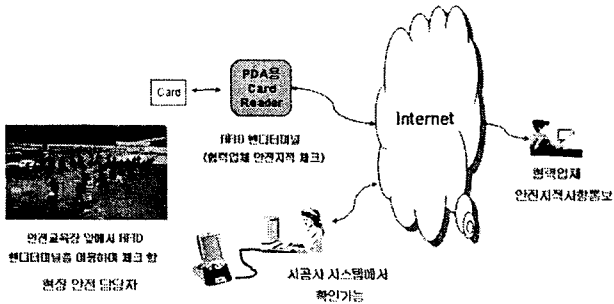 Card
PDA용
Card
Reader
RFID 핸디터미널
(협력업체 안전지적 체크)
Internet
협력업체
안전지적사항통보
안전교육장 앞에서 RFID
핸디터미널을 이용하여 체크 함
현장 안전 담당자
시공사 시스템에서
확인가능